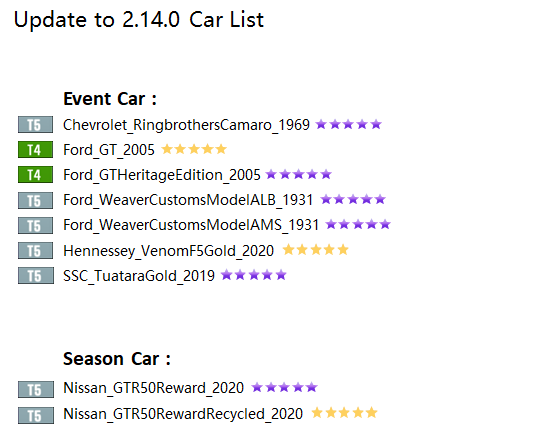 Update to 2.14.0 Car List
Event Car :
T5 Chevrolet_RingbrothersCamaro_1969
T4 Ford_GT_2005
T4 Ford_GTHeritageEdition_2005
T5 Ford_WeaverCustomsModelALB_1931
T5 Ford_WeaverCustomsModelAMS_1931
T5 Hennessey_VenomF5Gold_2020
T5 SSC_TuataraGold_2019
Season Car :
T5 Nissan_GTR50Reward_2020
T5 Nissan_GTR50RewardRecycled_2020